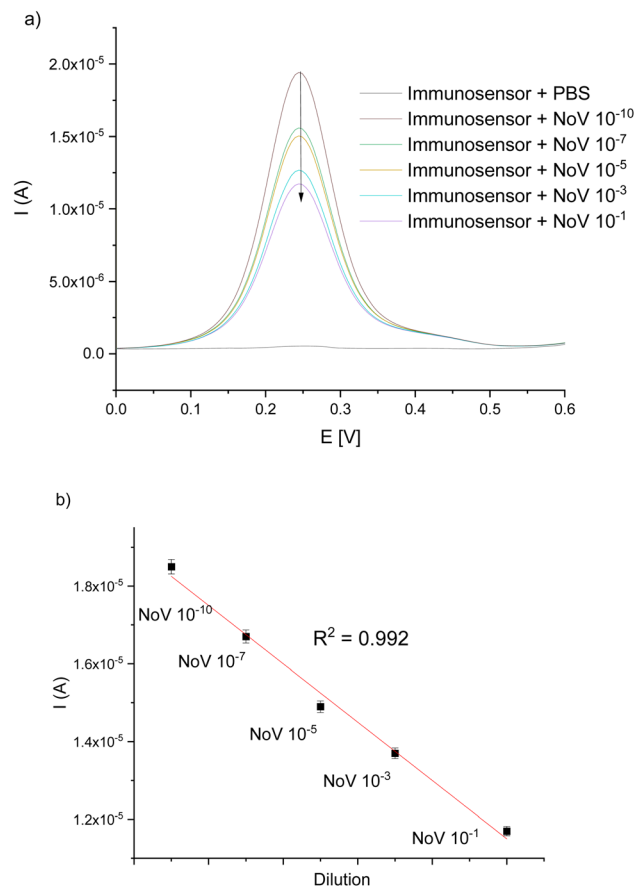 a)
2.0x10⁻⁵
1.5x10⁻⁵
1.0x10⁻⁵
5.0x10⁻⁶
0.0
I (A)
Immunosensor + PBS
Immunosensor + NoV 10⁻¹⁰
Immunosensor + NoV 10⁻⁷
Immunosensor + NoV 10⁻⁵
Immunosensor + NoV 10⁻³
Immunosensor + NoV 10⁻¹
0.0 0.1 0.2 0.3 0.4 0.5 0.6
E [V]
b)
1.8x10⁻⁵
1.6x10⁻⁵
1.4x10⁻⁵
1.2x10⁻⁵
I (A)
NoV 10⁻¹⁰
NoV 10⁻⁷
R² = 0.992
NoV 10⁻⁵
NoV 10⁻³
NoV 10⁻¹
Dilution